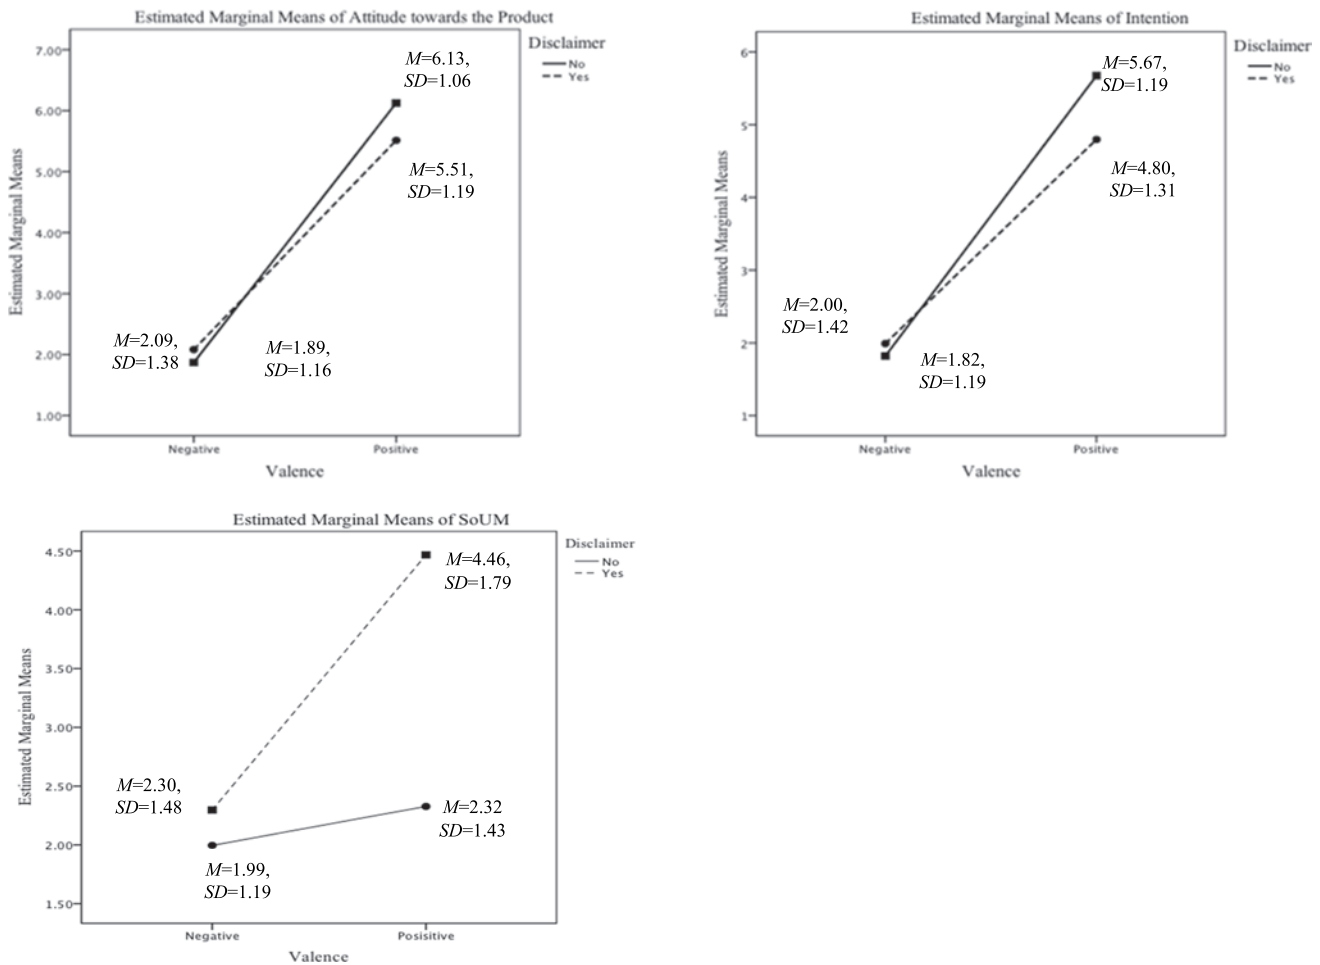 Estimated Marginal Means of Attitude towards the Product
Disclaimer
No
Yes
Estimated Marginal Means
7.00
6.00
5.00
4.00
3.00
2.00
1.00
M=6.13,
SD=1.06
M=5.51,
SD=1.19
M=2.09,
SD=1.38
M=1.89,
SD=1.16
Negative
Positive
Valence
Estimated Marginal Means of Intention
Disclaimer
No
Yes
Estimated Marginal Means
6
5
4
3
2
1
M=5.67,
SD=1.19
M=4.80,
SD=1.31
M=2.00,
SD=1.42
M=1.82,
SD=1.19
Negative
Positive
Valence
Estimated Marginal Means of SoUM
Disclaimer
No
Yes
Estimated Marginal Means
4.50
4.00
3.50
3.00
2.50
2.00
1.50
M=4.46,
SD=1.79
M=2.30,
SD=1.48
M=2.32
SD=1.43
M=1.99,
SD=1.19
Negative
Posisitive
Valence